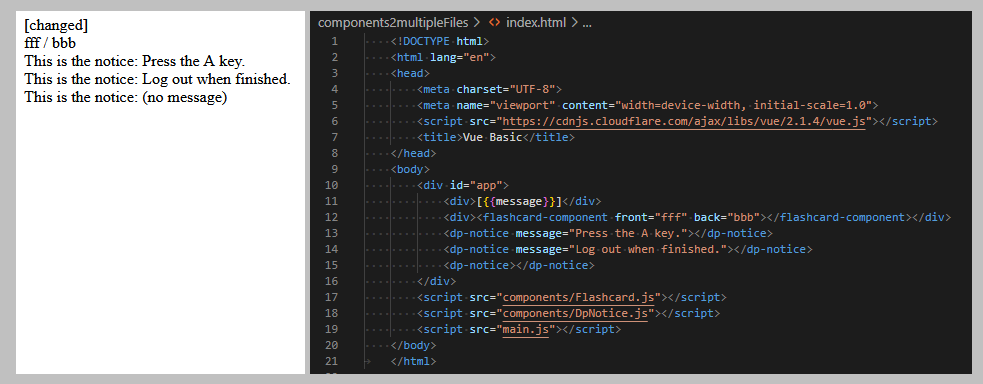 [changed]
fff / bbb
This is the notice: Press the A key.
This is the notice: Log out when finished.
This is the notice: (no message)
components2multipleFiles > <> index.html > ...
1 <!DOCTYPE html>
2 <html lang="en">
3 <head>
4 <meta charset="UTF-8">
5 <meta name="viewport" content="width=device-width, initial-scale=1.0">
6 <script src="https://cdnjs.cloudflare.com/ajax/libs/vue/2.1.4/vue.js"></script>
7 <title>Vue Basic</title>
8 </head>
9 <body>
10 <div id="app">
11 <div>[{{message}}]</div>
12 <div><flashcard-component front="fff" back="bbb"></flashcard-component></div>
13 <dp-notice message="Press the A key."></dp-notice>
14 <dp-notice message="Log out when finished."></dp-notice>
15 <dp-notice></dp-notice>
16 </div>
17 <script src="components/Flashcard.js"></script>
18 <script src="components/DpNotice.js"></script>
19 <script src="main.js"></script>
20 </body>
21 </html>